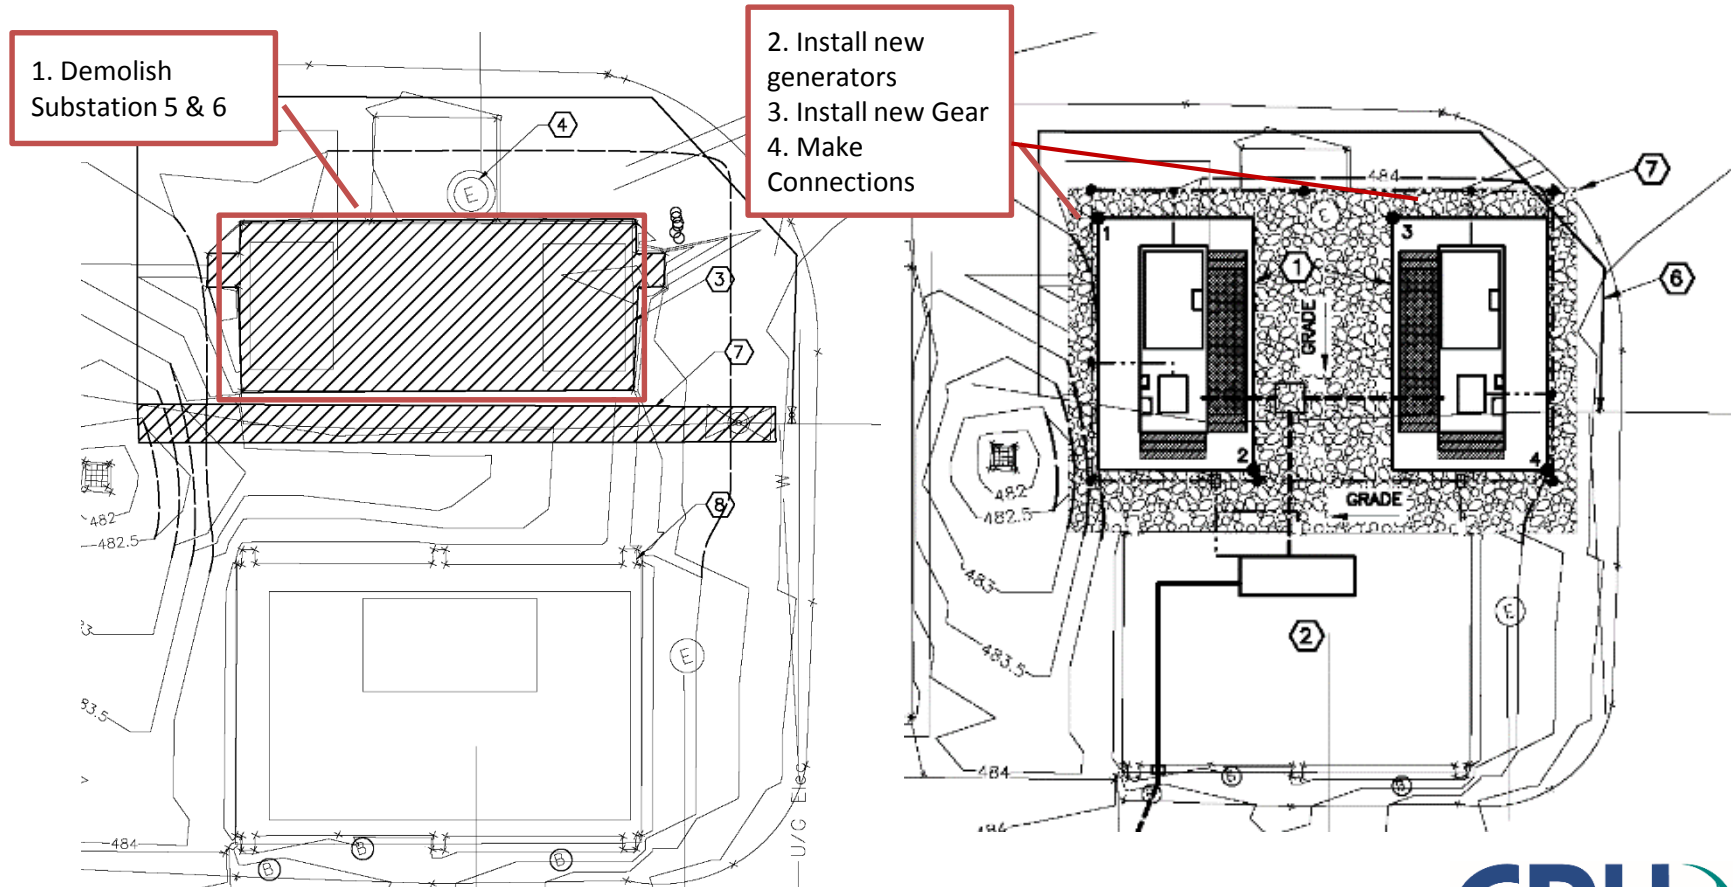 1. Demolish
Substation 5 & 6
4
E
3
7
W
482
482.5
8
E
83.5
U/G Elec
484
B
B
B
2. Install new
generators
3. Install new Gear
4. Make
Connections
484
7
1
3
1
6
GRADE
2
4
GRADE
482
482.5
483
483.5
E
2
484
B